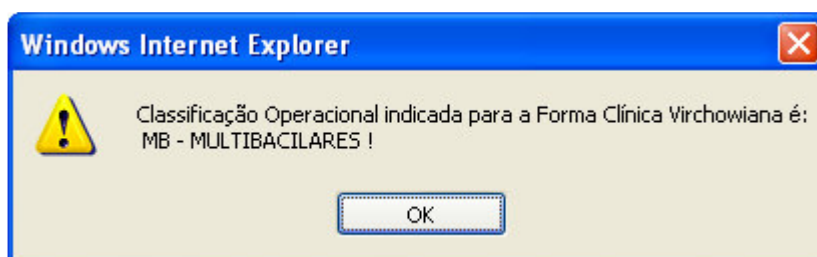 Windows Internet Explorer
Classificação Operacional indicada para a Forma Clínica Virchowiana é:
MB - MULTIBACILARES !
OK